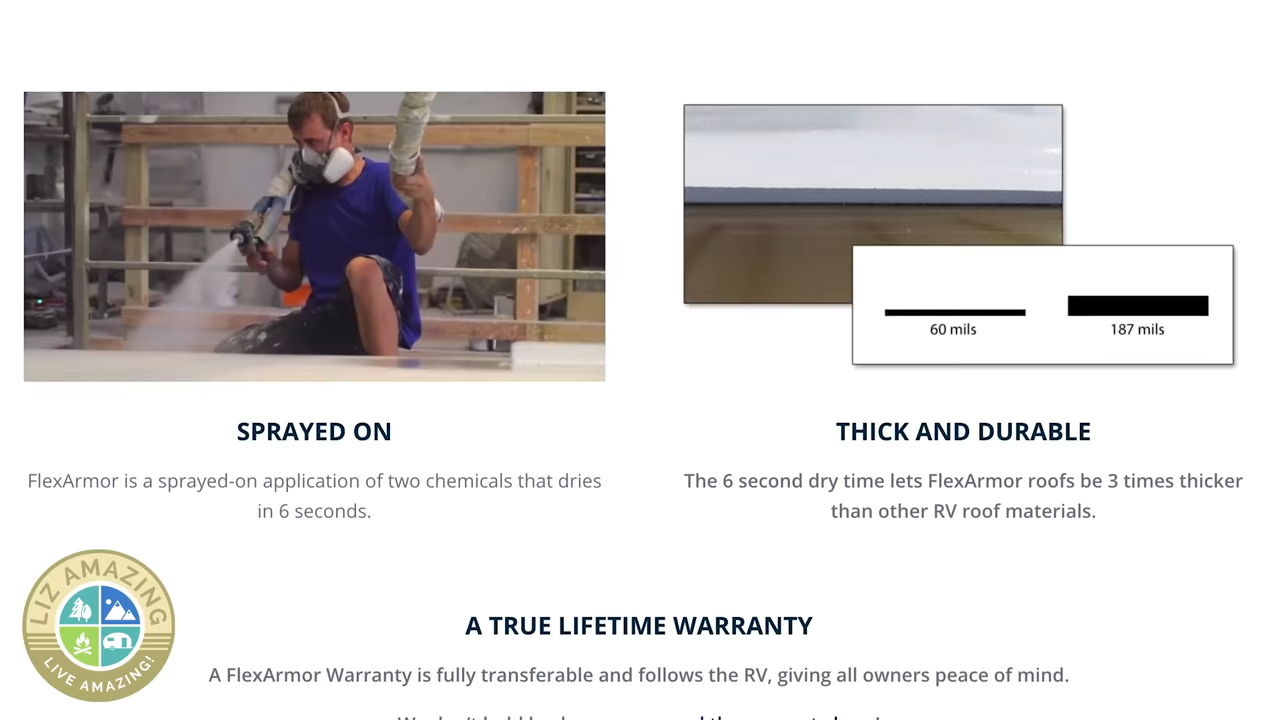 60 mils
187 mils
SPRAYED ON
FlexArmor is a sprayed-on application of two chemicals that dries
in 6 seconds.
THICK AND DURABLE
The 6 second dry time lets FlexArmor roofs be 3 times thicker
than other RV roof materials.
LIZ AMAZING
LIVE AMAZING!
A TRUE LIFETIME WARRANTY
A FlexArmor Warranty is fully transferable and follows the RV, giving all owners peace of mind.